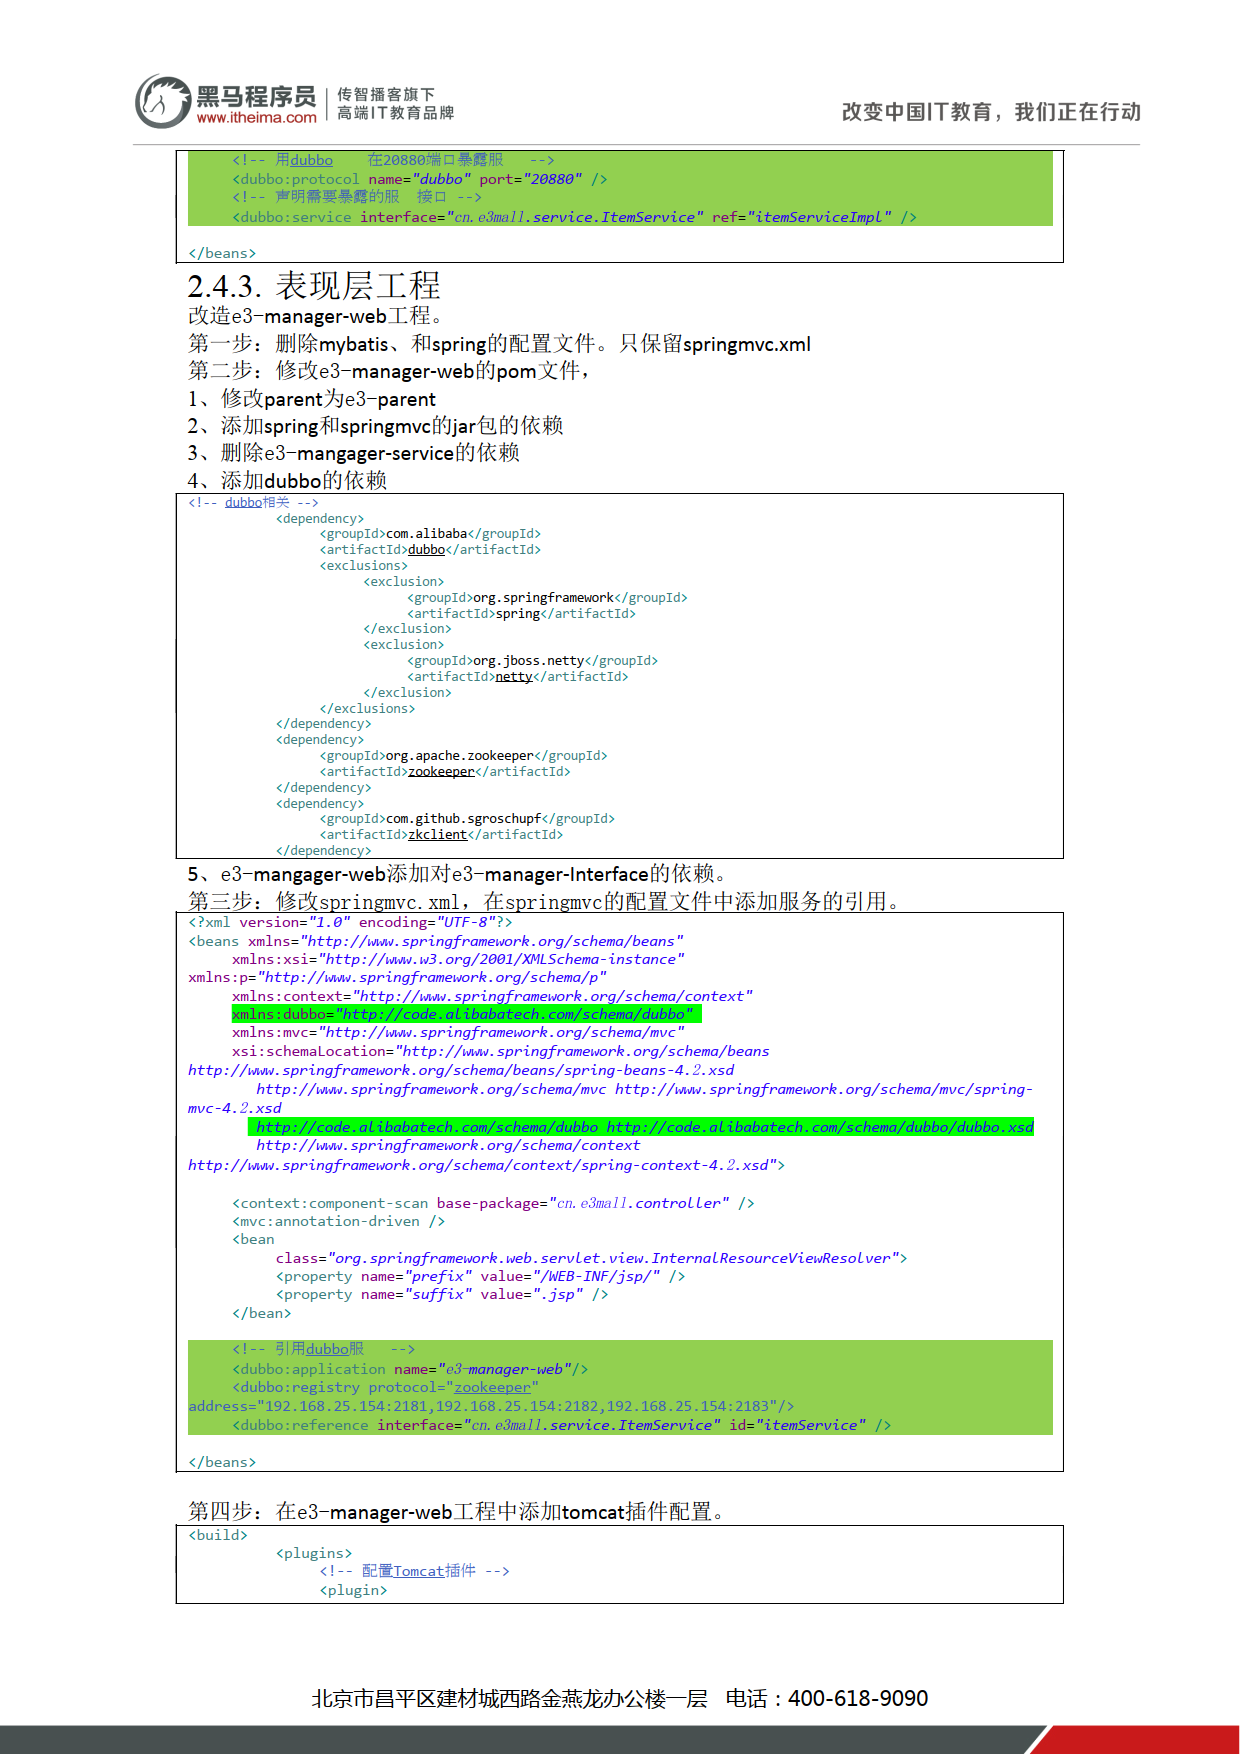 黑马程序员
www.itheima.com
传智播客旗下
高端IT教育品牌
改变中国IT教育，我们正在行动
<!-- 用dubbo 在20880端口暴露服 -->
<dubbo:protocol name="dubbo" port="20880" />
<!-- 声明需要暴露的服 接口 -->
<dubbo:service interface="cn.e3mall.service.ItemService" ref="itemServiceImpl" />
</beans>
2.4.3. 表现层工程
改造e3-manager-web工程。
第一步：删除mybatis、和spring的配置文件。只保留springmvc.xml
第二步：修改e3-manager-web的pom文件，
1、修改parent为e3-parent
2、添加spring和springmvc的jar包的依赖
3、删除e3-mangager-service的依赖
4、添加dubbo的依赖
<!-- dubbo相关 -->
<dependency>
<groupId>com.alibaba</groupId>
<artifactId>dubbo</artifactId>
<exclusions>
<exclusion>
<groupId>org.springframework</groupId>
<artifactId>spring</artifactId>
</exclusion>
<exclusion>
<groupId>org.jboss.netty</groupId>
<artifactId>netty</artifactId>
</exclusion>
</exclusions>
</dependency>
<dependency>
<groupId>org.apache.zookeeper</groupId>
<artifactId>zookeeper</artifactId>
</dependency>
<dependency>
<groupId>com.github.sgroschupf</groupId>
<artifactId>zkclient</artifactId>
</dependency>
5、e3-mangager-web添加对e3-manager-Interface的依赖。
第三步：修改springmvc.xml，在springmvc的配置文件中添加服务的引用。
<?xml version="1.0" encoding="UTF-8"?>
<beans xmlns="http://www.springframework.org/schema/beans"
xmlns:xsi="http://www.w3.org/2001/XMLSchema-instance"
xmlns:p="http://www.springframework.org/schema/p"
xmlns:context="http://www.springframework.org/schema/context"
xmlns:dubbo="http://code.alibabatech.com/schema/dubbo"
xmlns:mvc="http://www.springframework.org/schema/mvc"
xsi:schemaLocation="http://www.springframework.org/schema/beans
http://www.springframework.org/schema/beans/spring-beans-4.2.xsd
http://www.springframework.org/schema/mvc http://www.springframework.org/schema/mvc/spring-
mvc-4.2.xsd
http://code.alibabatech.com/schema/dubbo http://code.alibabatech.com/schema/dubbo/dubbo.xsd
http://www.springframework.org/schema/context
http://www.springframework.org/schema/context/spring-context-4.2.xsd">
<context:component-scan base-package="cn.e3mall.controller" />
<mvc:annotation-driven />
<bean
class="org.springframework.web.servlet.view.InternalResourceViewResolver">
<property name="prefix" value="/WEB-INF/jsp/" />
<property name="suffix" value=".jsp" />
</bean>
<!-- 引用dubbo服 -->
<dubbo:application name="e3-manager-web"/>
<dubbo:registry protocol="zookeeper"
address="192.168.25.154:2181,192.168.25.154:2182,192.168.25.154:2183"/>
<dubbo:reference interface="cn.e3mall.service.ItemService" id="itemService" />
</beans>
第四步：在e3-manager-web工程中添加tomcat插件配置。
<build>
<plugins>
<!-- 配置Tomcat插件 -->
<plugin>
北京市昌平区建材城西路金燕龙办公楼一层 电话：400-618-9090